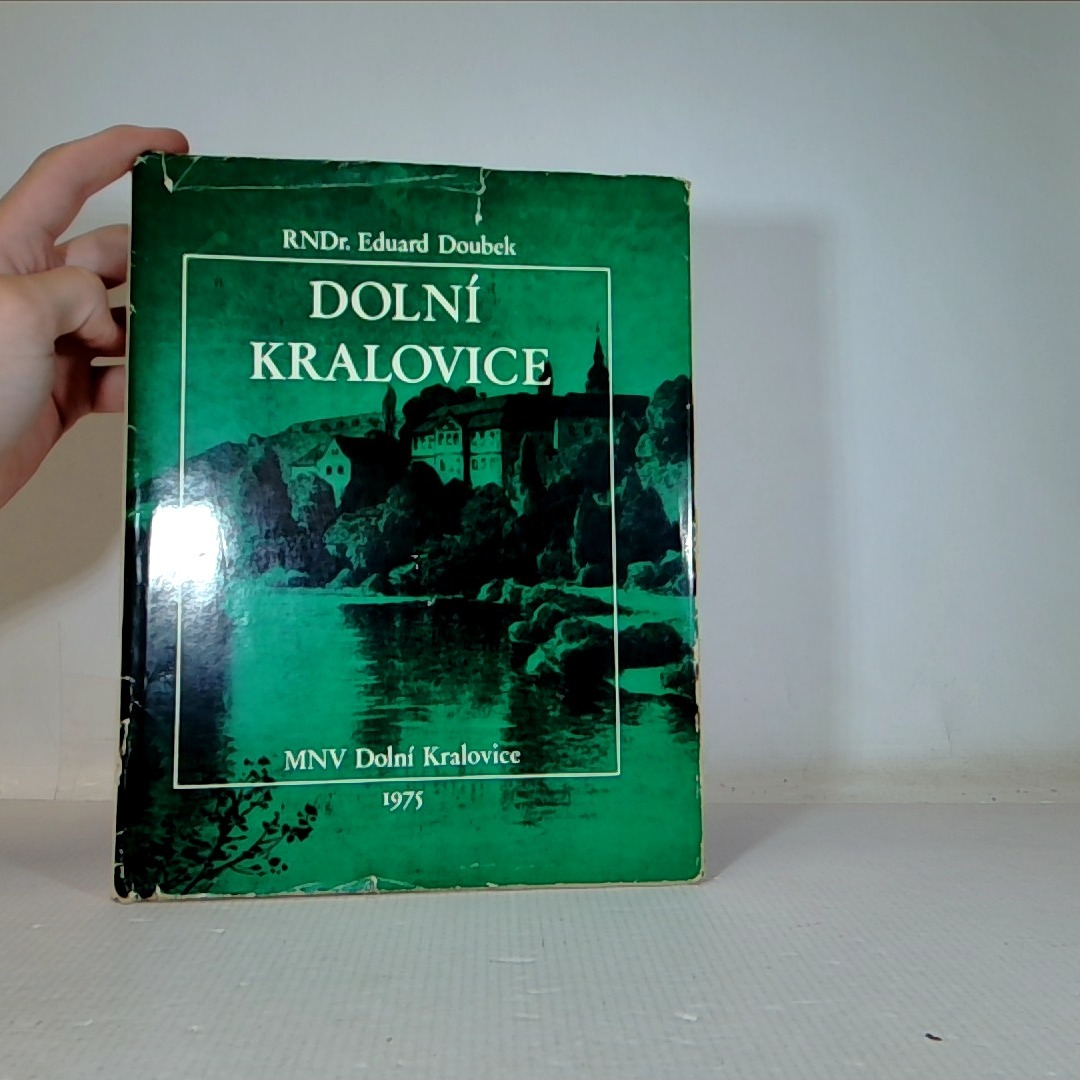 RNDr. Eduard Doubek
DOLNÍ
KRALOVICE
MNV Dolní Kralovice
1975